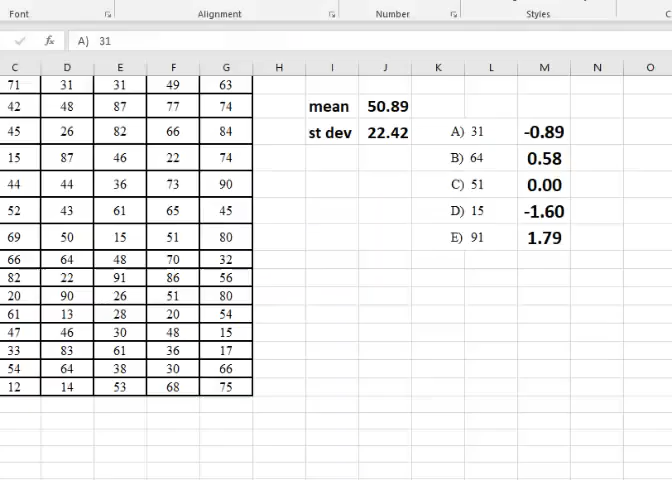 Font Alignment Number Styles
fx A) 31
C D E F G H I J K L M N O
71 31 31 49 63
42 48 87 77 74 mean 50.89
45 26 82 66 84 st dev 22.42 A) 31 -0.89
15 87 46 22 74 B) 64 0.58
44 44 36 73 90 C) 51 0.00
52 43 61 65 45 D) 15 -1.60
69 50 15 51 80 E) 91 1.79
66 64 48 70 32
82 22 91 86 56
20 90 26 51 80
61 13 28 20 54
47 46 30 48 15
33 83 61 36 17
54 64 38 30 66
12 14 53 68 75